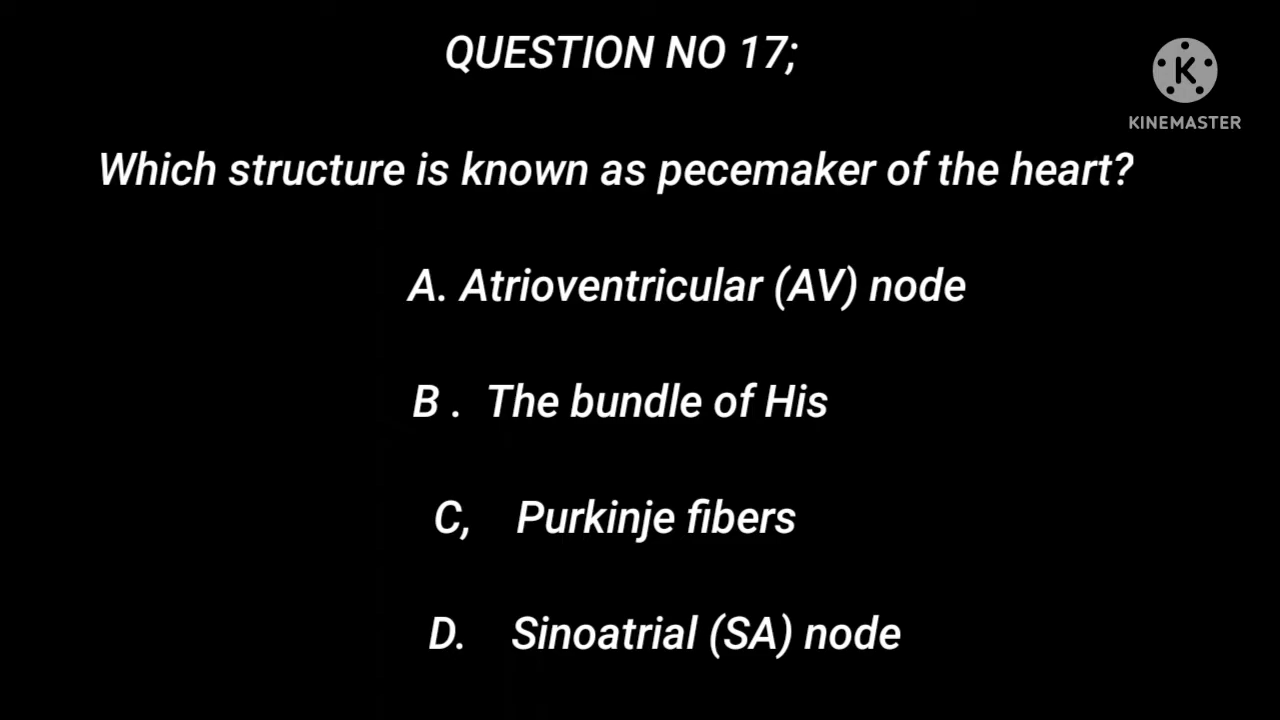 QUESTION NO 17;
K
KINEMASTER
Which structure is known as pecemaker of the heart?
A. Atrioventricular (AV) node
B . The bundle of His
C, Purkinje fibers
D. Sinoatrial (SA) node